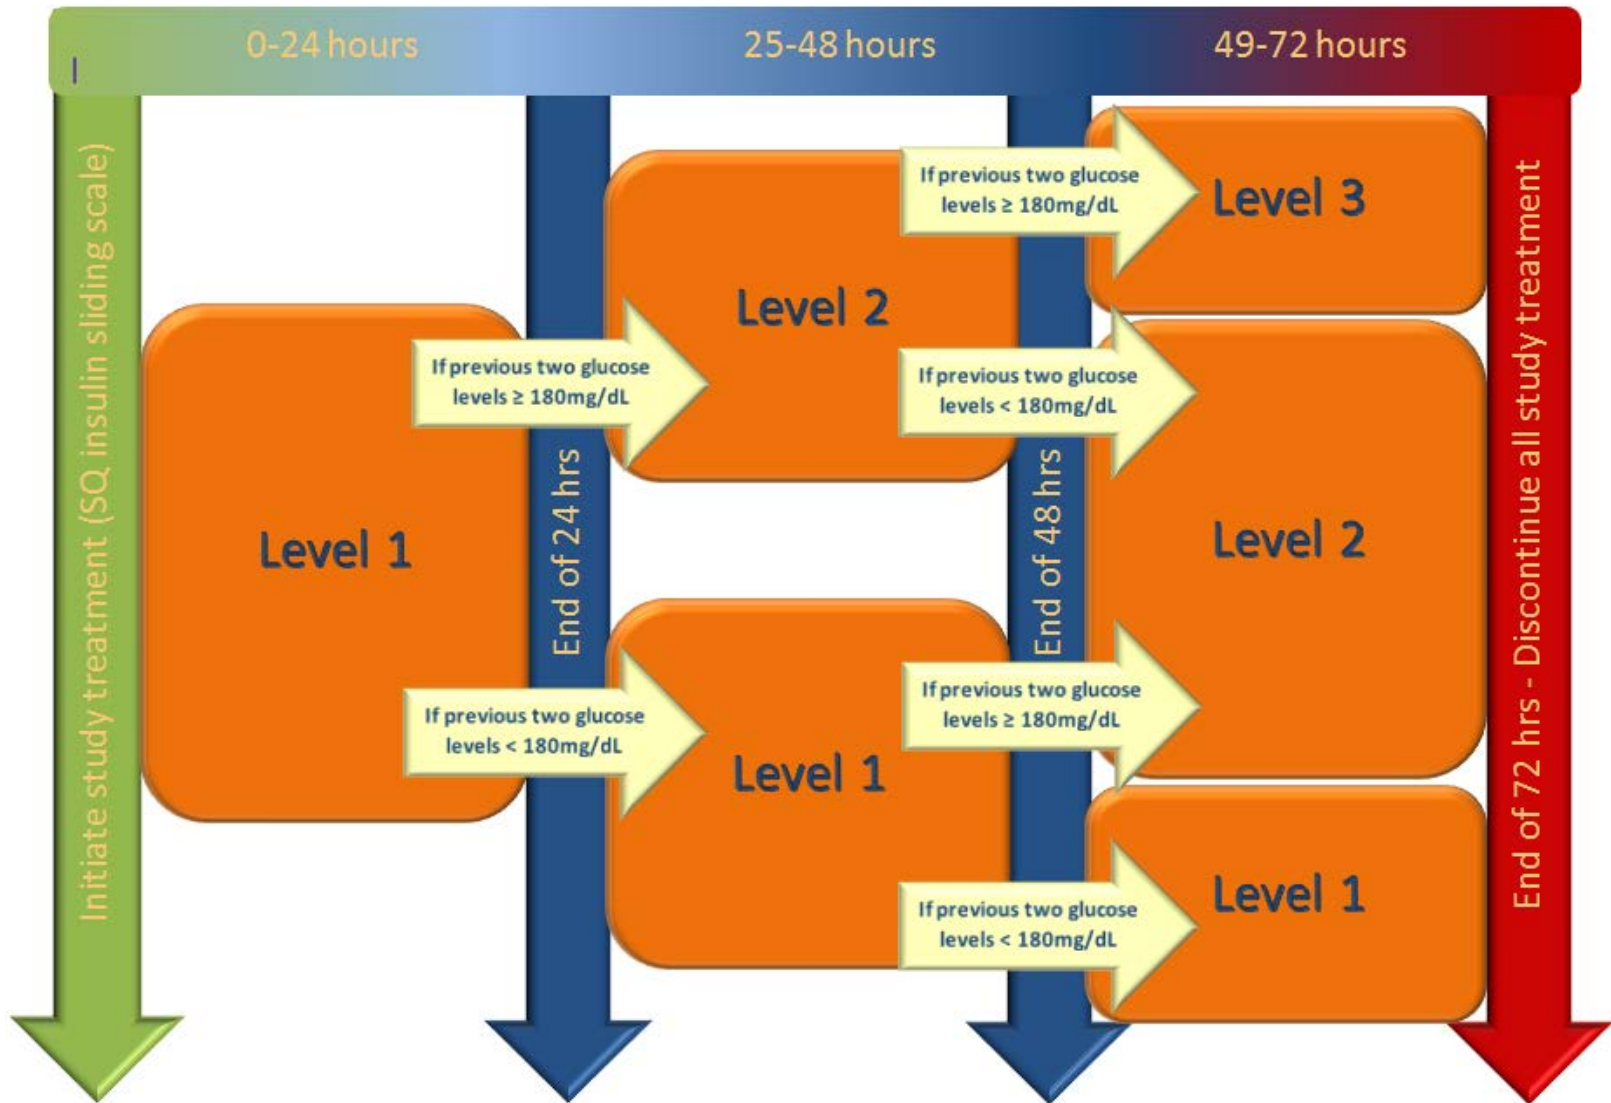 0-24 hours
25-48 hours
49-72 hours
Initiate study treatment (SQ insulin sliding scale)
Level 1
If previous two glucose
levels ≥ 180mg/dL
If previous two glucose
levels < 180mg/dL
End of 24 hrs
Level 2
Level 1
If previous two glucose
levels ≥ 180mg/dL
If previous two glucose
levels < 180mg/dL
If previous two glucose
levels ≥ 180mg/dL
If previous two glucose
levels < 180mg/dL
End of 48 hrs
Level 3
Level 2
Level 1
End of 72 hrs - Discontinue all study treatment